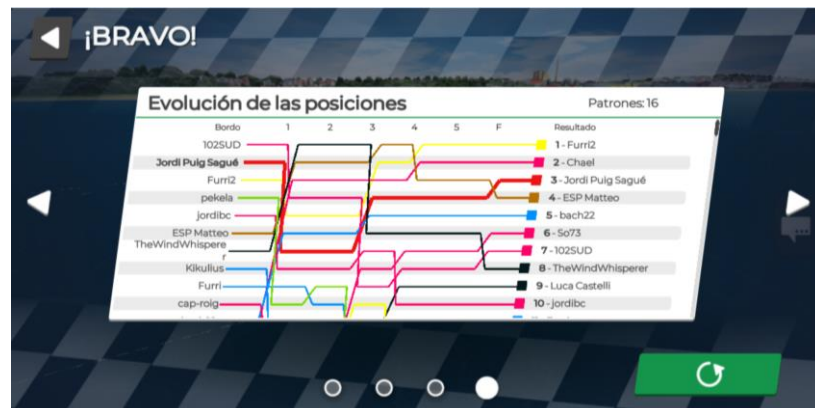 ¡BRAVO!
Evolución de las posiciones
Patrones: 16
Bordo 1 2 3 4 5 F Resultado
102SUD 1 - Furri2
Jordi Puig Sagué 2 - Chael
Furri2 3 - Jordi Puig Sagué
pekela 4 - ESP Matteo
jordibc 5 - bach22
ESP Matteo 6 - So73
TheWindWhispere
r 7 - 102SUD
Kikulius 8 - TheWindWhisperer
Furri 9 - Luca Castelli
cap-roig 10 - jordibc